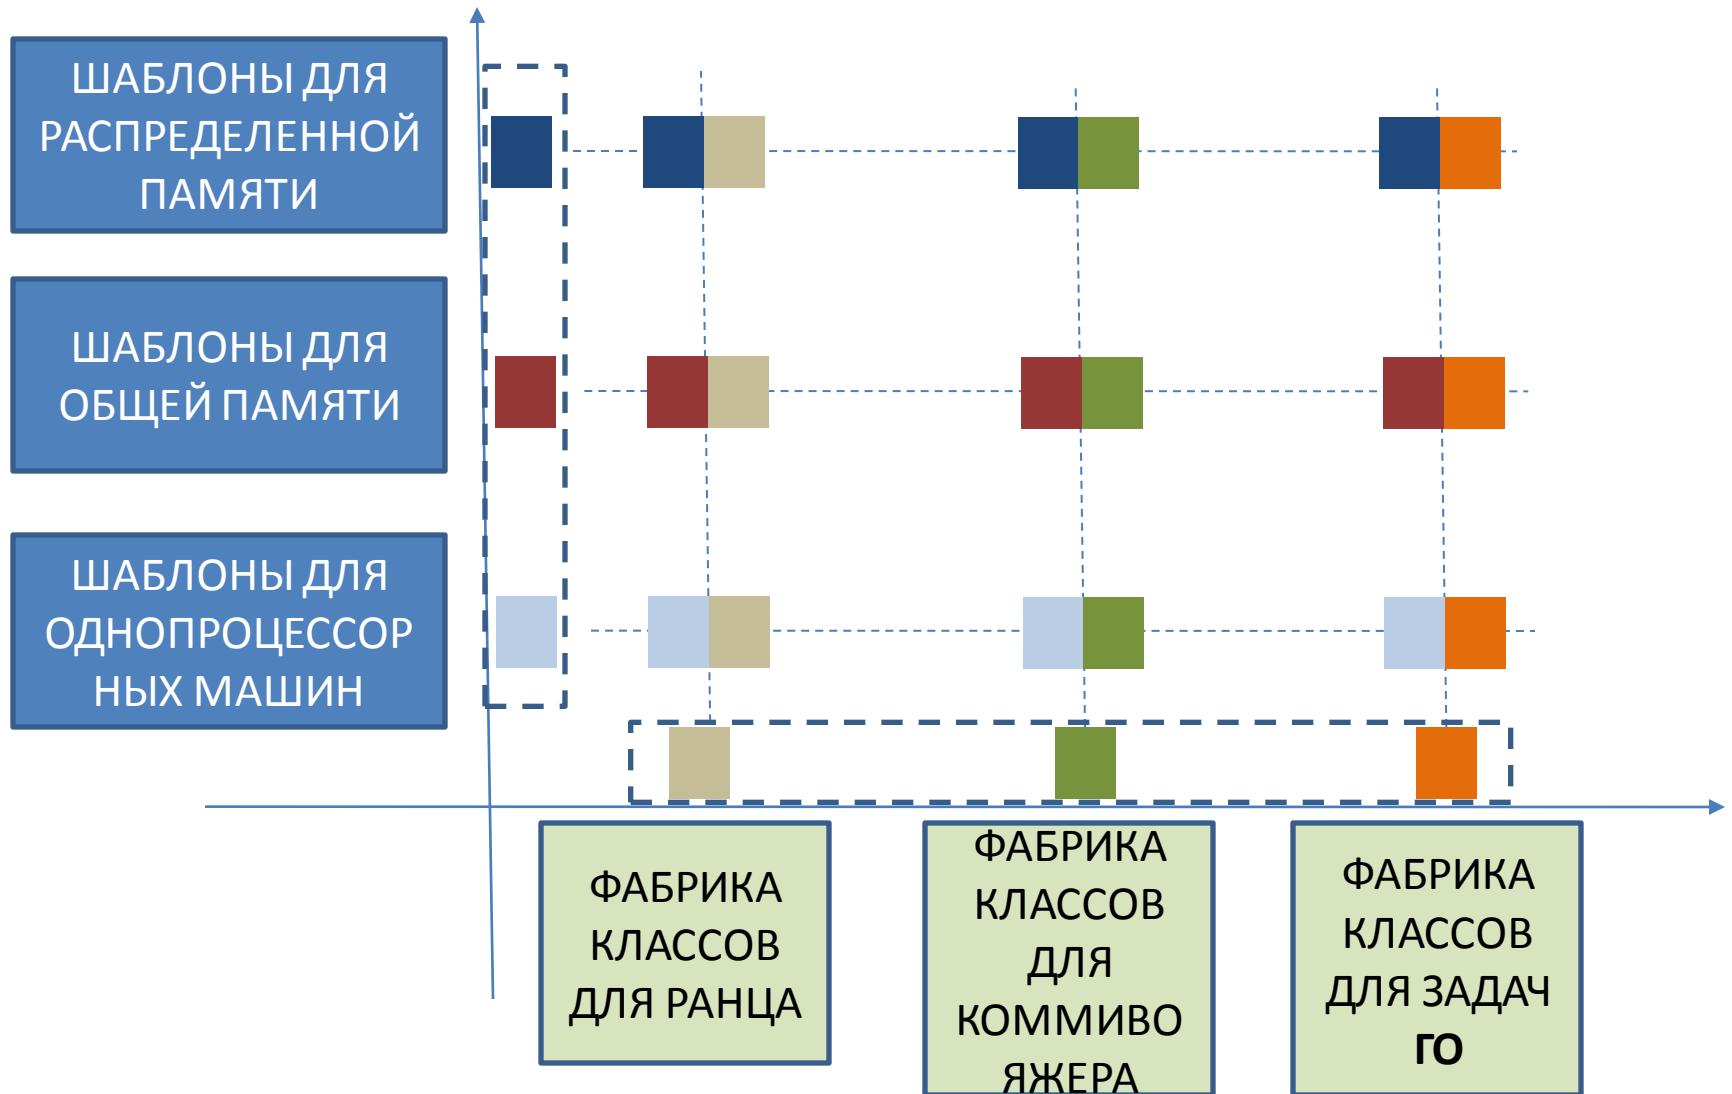 ШАБЛОНЫ ДЛЯ
РАСПРЕДЕЛЕННОЙ
ПАМЯТИ
ШАБЛОНЫ ДЛЯ
ОБЩЕЙ ПАМЯТИ
ШАБЛОНЫ ДЛЯ
ОДНОПРОЦЕССОР
НЫХ МАШИН
ФАБРИКА
КЛАССОВ
ДЛЯ РАНЦА
ФАБРИКА
КЛАССОВ
ДЛЯ
КОММИВО
ЯЖЕРА
ФАБРИКА
КЛАССОВ
ДЛЯ ЗАДАЧ
ГО